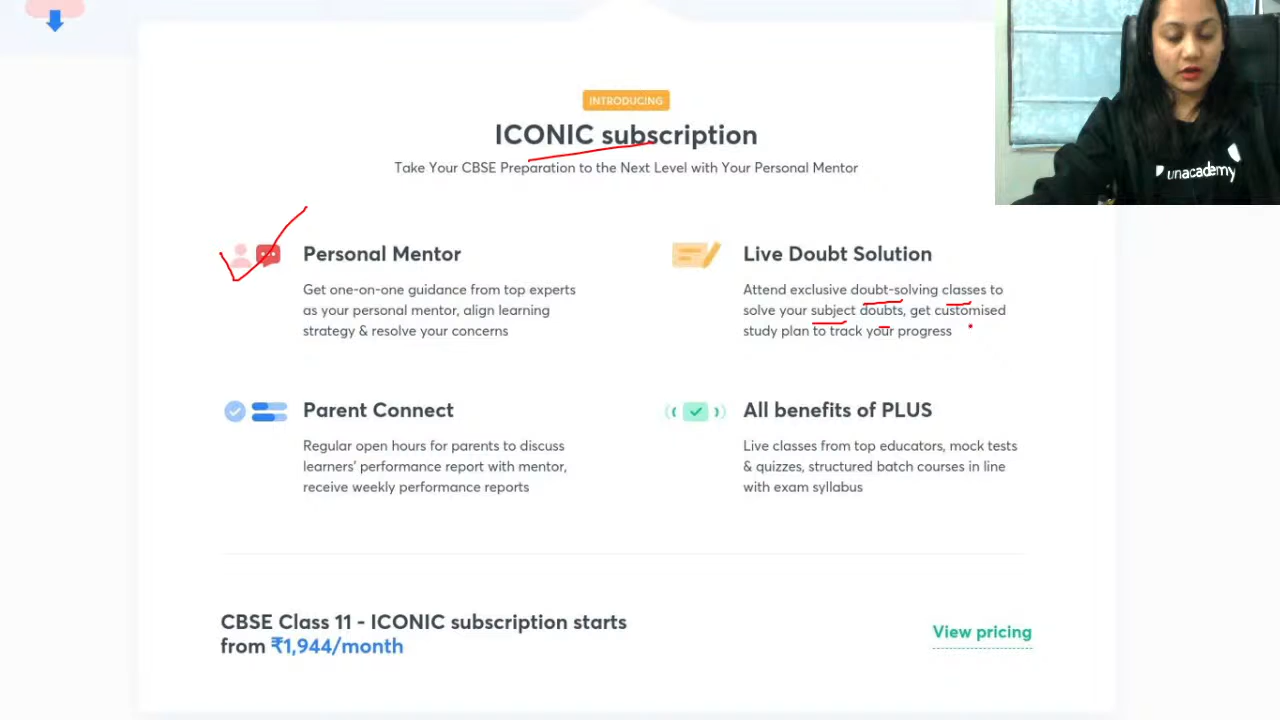 INTRODUCING
ICONIC subscription
Take Your CBSE Preparation to the Next Level with Your Personal Mentor
unacademy
Personal Mentor
Get one-on-one guidance from top experts
as your personal mentor, align learning
strategy & resolve your concerns
Live Doubt Solution
Attend exclusive doubt-solving classes to
solve your subject doubts, get customised
study plan to track your progress
Parent Connect
Regular open hours for parents to discuss
learners' performance report with mentor,
receive weekly performance reports
All benefits of PLUS
Live classes from top educators, mock tests
& quizzes, structured batch courses in line
with exam syllabus
CBSE Class 11 - ICONIC subscription starts
from ₹1,944/month
View pricing